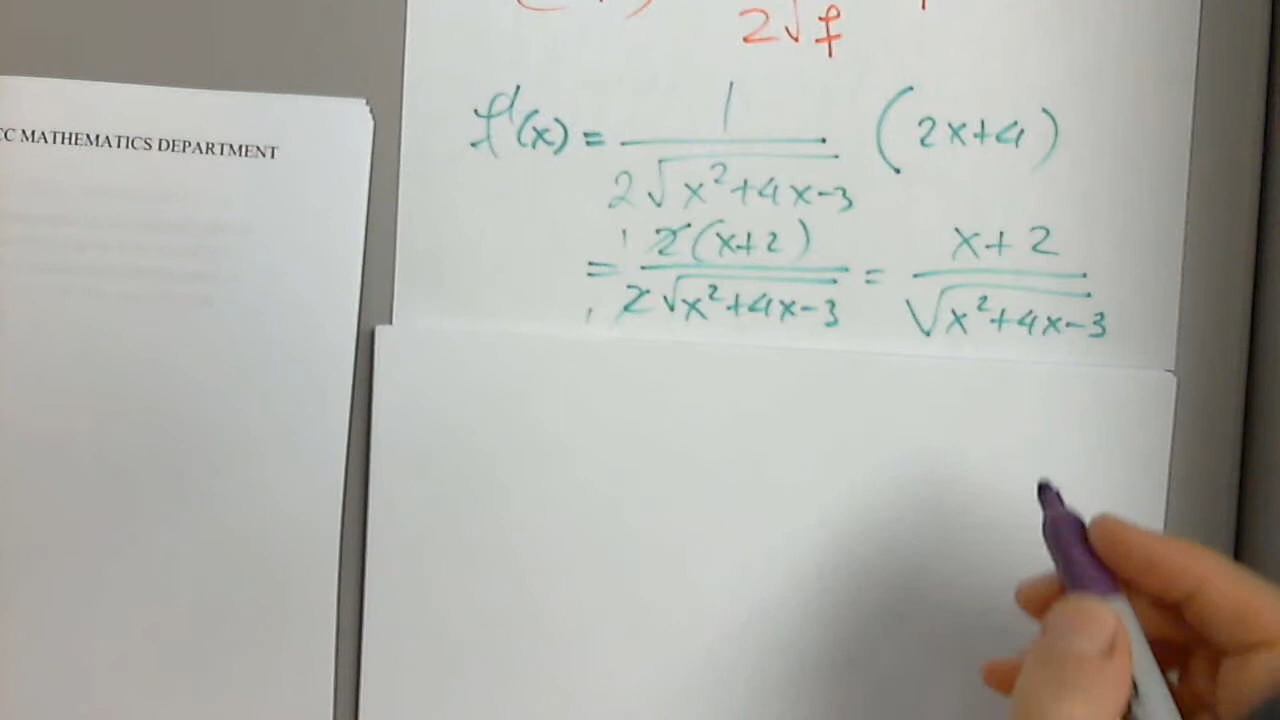 2√f
CC MATHEMATICS DEPARTMENT
f'(x) = 1 / 2√x²+4x-3 (2x+4)
= 2(x+2) / 2√x²+4x-3 = x+2 / √x²+4x-3